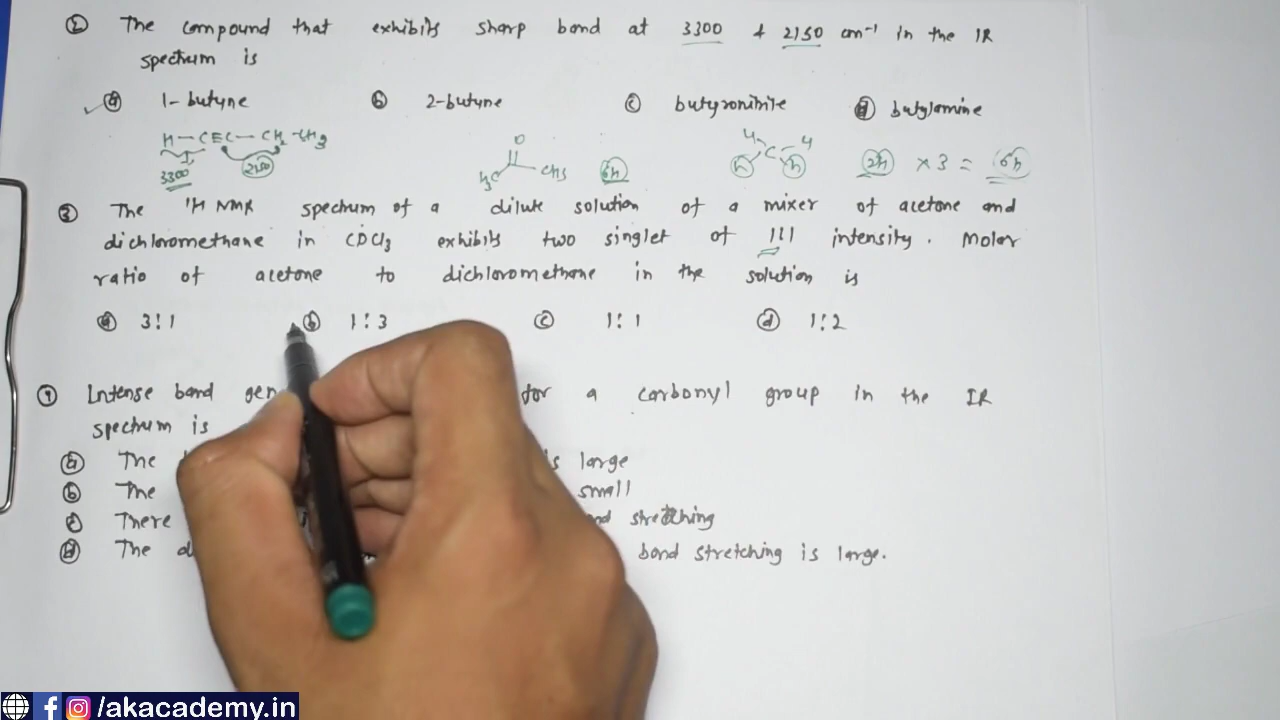 ② The compound that exhibits sharp bond at 3300 & 2150 cm⁻¹ in the IR
spectrum is
ⓐ 1-butyne ⓑ 2-butyne ⓒ butyronitrile ⓓ butylamine
H-C≡C-CH₂-CH₃
3300 2150
O
H₃C CH₃ 6H
C 2H ×3 = 6H
③ The ¹H NMR spectrum of a dilute solution of a mixer of acetone and
dichloromethane in CDCl₃ exhibits two singlet of 1:1 intensity. Molar
ratio of acetone to dichloromethane in the solution is
ⓐ 3:1 ⓑ 1:3 ⓒ 1:1 ⓓ 1:2
Intense band for a carbonyl group in the IR
spectrum is
ⓐ The is large
ⓑ The small
ⓒ There stretching
ⓓ The bond stretching is large.
/akacademy.in